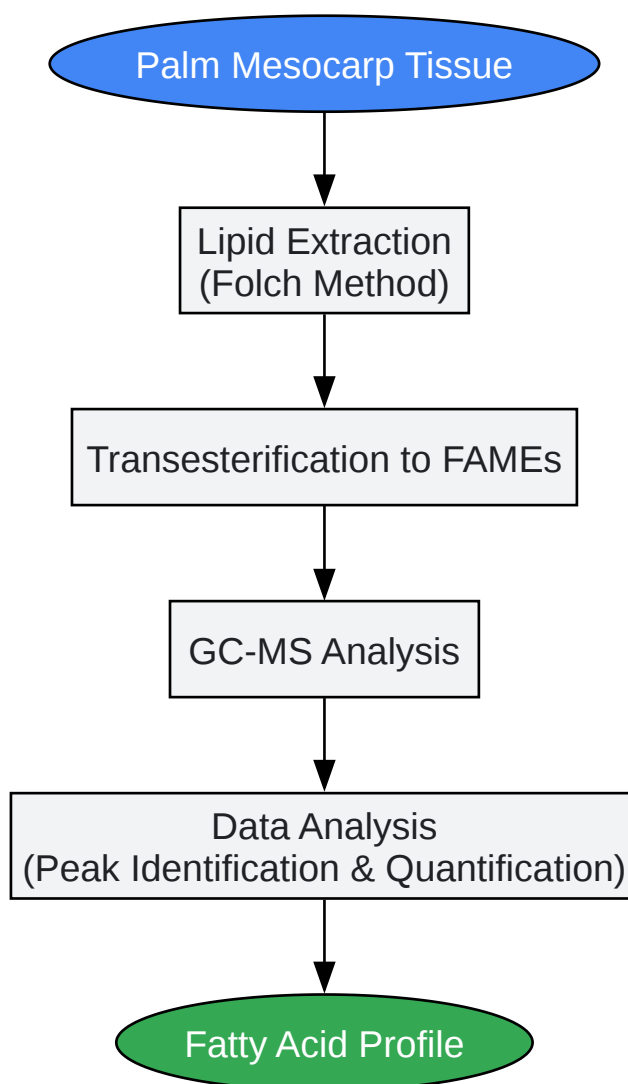 Palm Mesocarp Tissue
Lipid Extraction
(Folch Method)
Transesterification to FAMEs
GC-MS Analysis
Data Analysis
(Peak Identification & Quantification)
Fatty Acid Profile